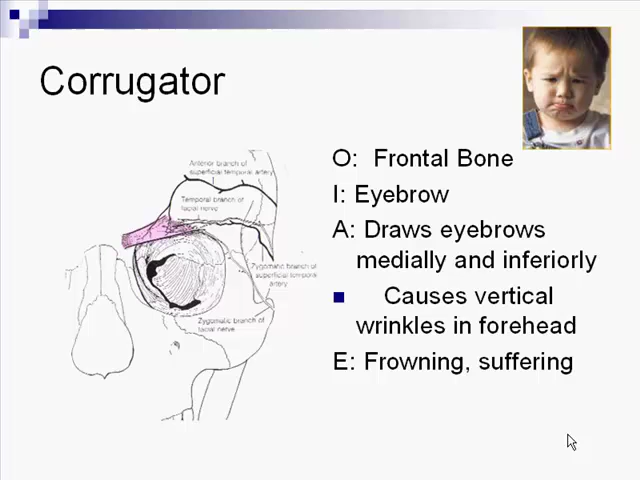 Corrugator
Anterior branch of
superficial temporal artery
Temporal branch of
facial nerve
Zygomatic branch of
superficial temporal
artery
Zygomatic branch of
facial nerve
O: Frontal Bone
I: Eyebrow
A: Draws eyebrows
medially and inferiorly
Causes vertical
wrinkles in forehead
E: Frowning, suffering